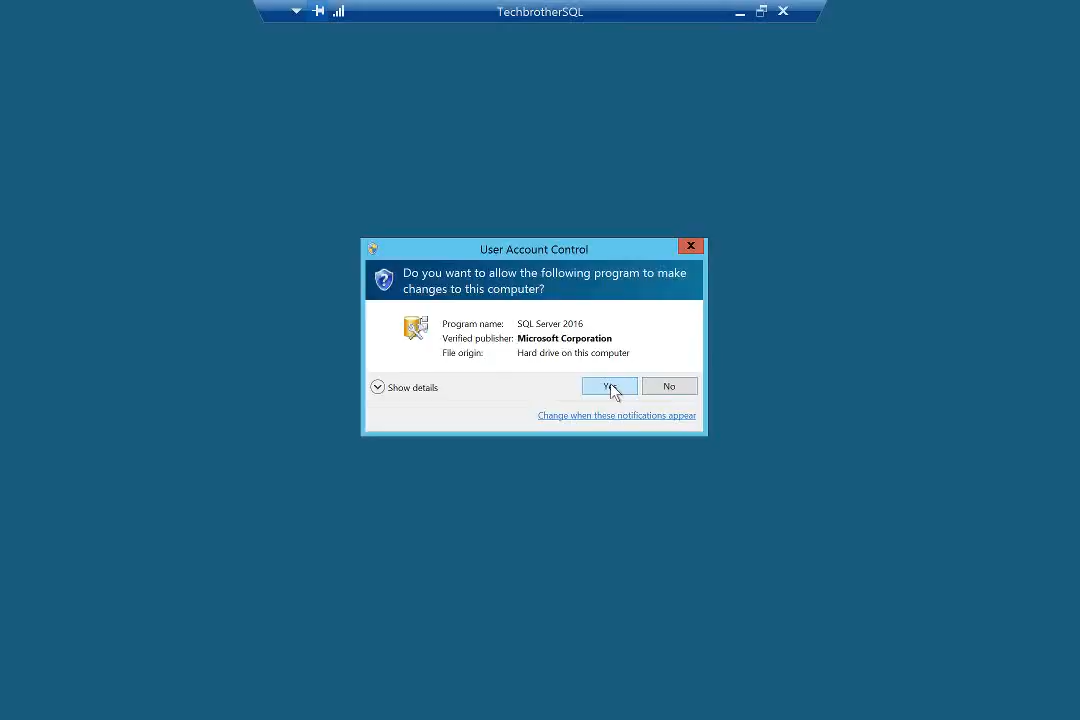 TechbrotherSQL
User Account Control
X
Do you want to allow the following program to make
changes to this computer?
Program name: SQL Server 2016
Verified publisher: Microsoft Corporation
File origin: Hard drive on this computer
Show details
Yes No
Change when these notifications appear